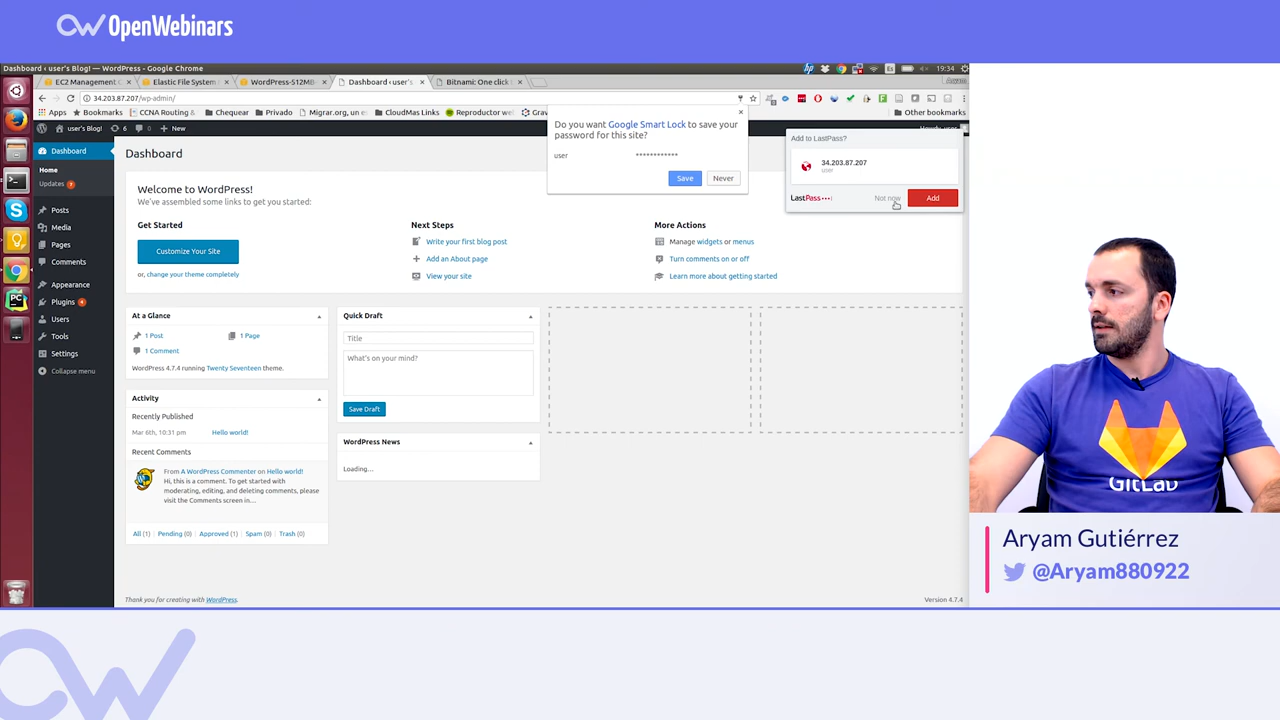 OpenWebinars
Dashboard ‹ user's Blog! — WordPress - Google Chrome
Es
19:34
EC2 Management C
Elastic File System
WordPress-512MB
Dashboard ‹ user's
Bitnami: One click
Aryam
34.203.87.207/wp-admin/
Apps
Bookmarks
CCNA Routing &
Chequear
Privado
Migrar.org, un
CloudMas Links
Reproductor we
Grav
Other bookmarks
user's Blog!
6
0
New
Dashboard
Home
Updates 7
Posts
Media
Pages
Comments
Appearance
Plugins 4
Users
Tools
Settings
Collapse menu
Dashboard
Welcome to WordPress!
We've assembled some links to get you started:
Get Started
Customize Your Site
or, change your theme completely
Next Steps
Write your first blog post
Add an About page
View your site
More Actions
Manage widgets or menus
Turn comments on or off
Learn more about getting started
Do you want Google Smart Lock to save your
password for this site?
user
************
Save
Never
Add to LastPass?
34.203.87.207
user
LastPass
Not now
Add
At a Glance
1 Post
1 Page
1 Comment
WordPress 4.7.4 running Twenty Seventeen theme.
Activity
Recently Published
Mar 6th, 10:31 pm
Hello world!
Recent Comments
From A WordPress Commenter on Hello world!
Hi, this is a comment. To get started with
moderating, editing, and deleting comments, please
visit the Comments screen in…
All (1)
Pending (0)
Approved (1)
Spam (0)
Trash (0)
Quick Draft
Title
What's on your mind?
Save Draft
WordPress News
Loading…
Thank you for creating with WordPress.
Version 4.7.4
GitLab
Aryam Gutiérrez
@Aryam880922